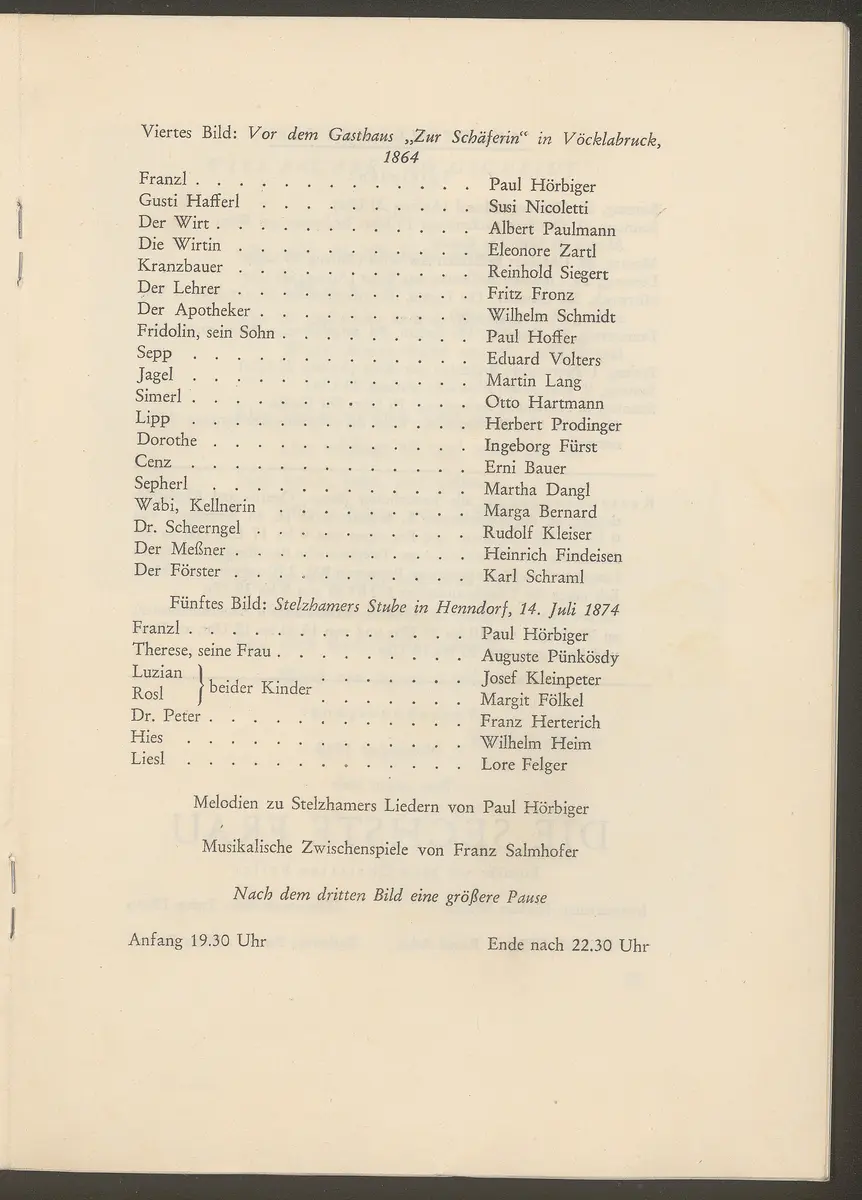 Viertes Bild: Vor dem Gasthaus „Zur Schäferin“ in Vöcklabruck,
1864
Franzl . . . . . . . . . . . . . Paul Hörbiger
Gusti Hafferl . . . . . . . . . . Susi Nicoletti
Der Wirt . . . . . . . . . . . . Albert Paulmann
Die Wirtin . . . . . . . . . . . Eleonore Zartl
Kranzbauer . . . . . . . . . . . Reinhold Siegert
Der Lehrer . . . . . . . . . . . Fritz Fronz
Der Apotheker . . . . . . . . . . Wilhelm Schmidt
Fridolin, sein Sohn . . . . . . . . . Paul Hoffer
Sepp . . . . . . . . . . . . . Eduard Volters
Jagel . . . . . . . . . . . . . Martin Lang
Simerl . . . . . . . . . . . . . Otto Hartmann
Lipp . . . . . . . . . . . . . Herbert Prodinger
Dorothe . . . . . . . . . . . . Ingeborg Fürst
Cenz . . . . . . . . . . . . . Erni Bauer
Sepherl . . . . . . . . . . . . Martha Dangl
Wabi, Kellnerin . . . . . . . . . Marga Bernard
Dr. Scheerngel . . . . . . . . . . Rudolf Kleiser
Der Meßner . . . . . . . . . . . Heinrich Findeisen
Der Förster . . . . . . . . . . . Karl Schraml
Fünftes Bild: Stelzhamers Stube in Henndorf, 14. Juli 1874
Franzl . . . . . . . . . . . . . Paul Hörbiger
Therese, seine Frau . . . . . . . . . Auguste Pünkösdy
Luzian } beider Kinder . . . . . . . Josef Kleinpeter
Rosl } . . . . . . . Margit Fölkel
Dr. Peter . . . . . . . . . . . . Franz Herterich
Hies . . . . . . . . . . . . . Wilhelm Heim
Liesl . . . . . . . . . . . . . Lore Felger
Melodien zu Stelzhamers Liedern von Paul Hörbiger
Musikalische Zwischenspiele von Franz Salmhofer
Nach dem dritten Bild eine größere Pause
Anfang 19.30 Uhr Ende nach 22.30 Uhr